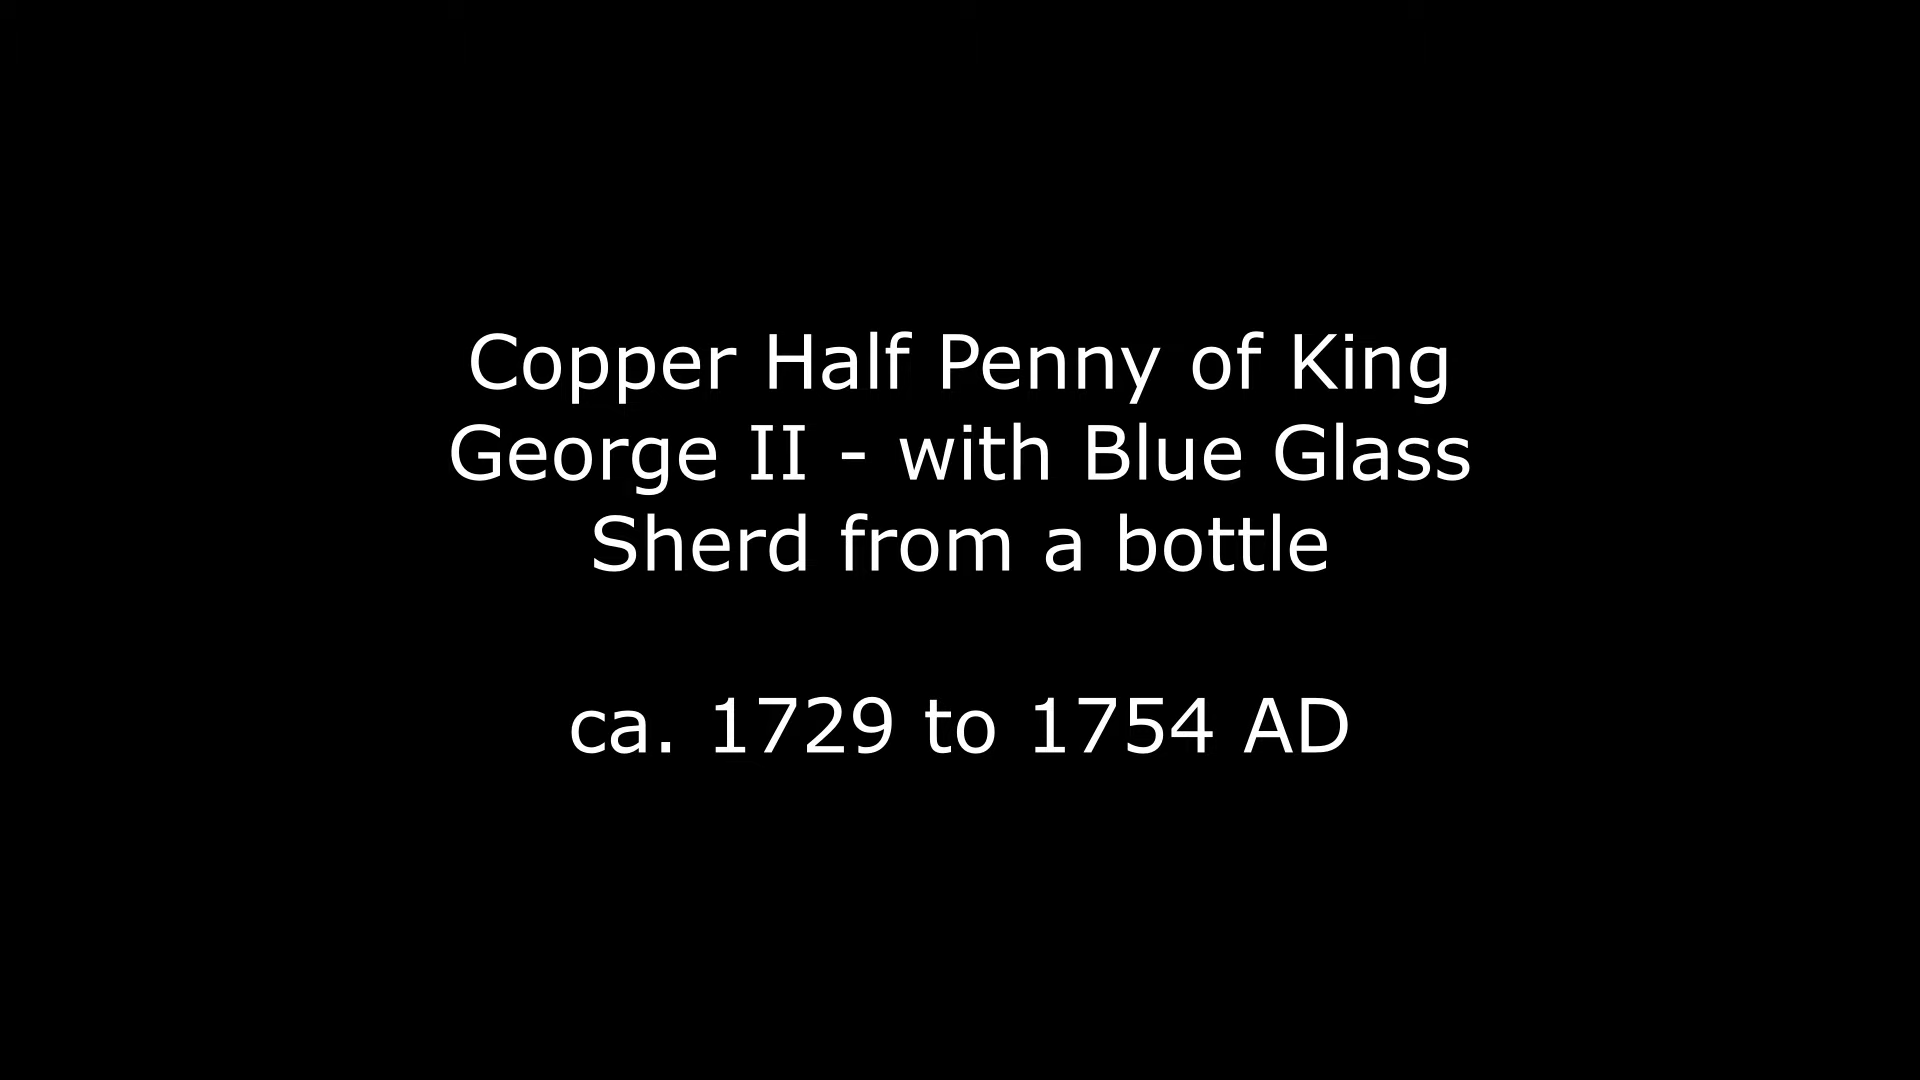 Copper Half Penny of King
George II - with Blue Glass
Sherd from a bottle
ca. 1729 to 1754 AD